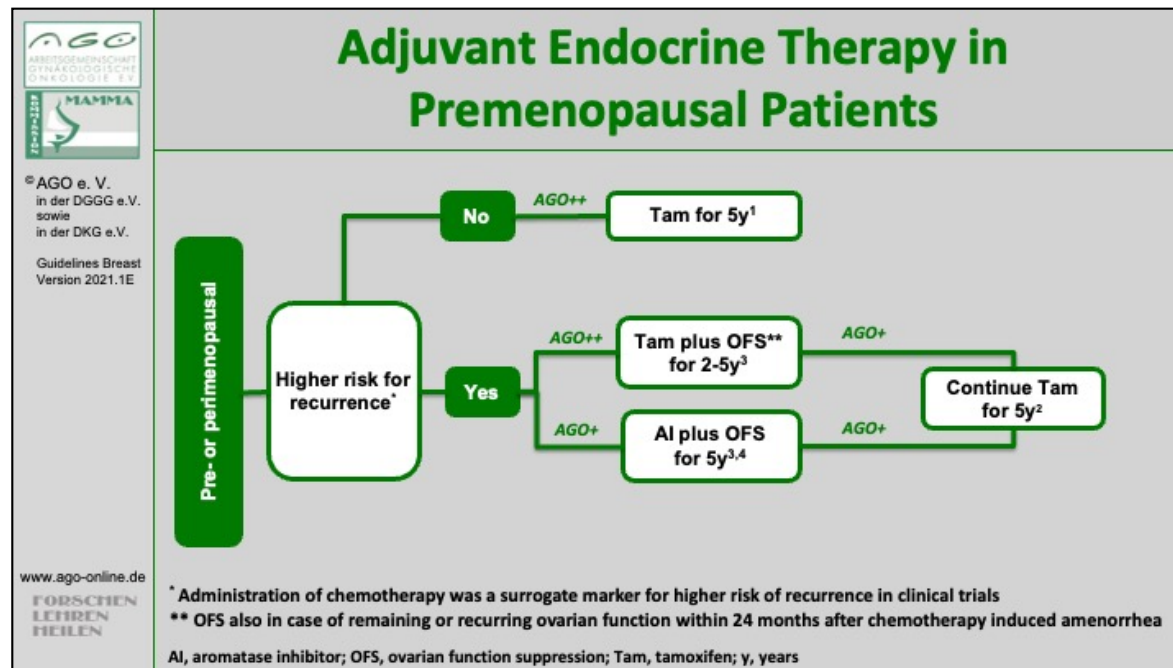 AGO
ARBEITSGEMEINSCHAFT
GYNÄKOLOGISCHE
ONKOLOGIE E.V.
KOMMISSION
MAMMA
© AGO e. V.
in der DGGG e.V.
sowie
in der DKG e.V.
Guidelines Breast
Version 2021.1E
www.ago-online.de
FORSCHEN
LEHREN
HEILEN
Adjuvant Endocrine Therapy in
Premenopausal Patients
Pre- or perimenopausal
Higher risk for
recurrence*
No
AGO++
Tam for 5y¹
Yes
AGO++
Tam plus OFS**
for 2-5y³
AGO+
AGO+
AI plus OFS
for 5y³,⁴
AGO+
Continue Tam
for 5y²
* Administration of chemotherapy was a surrogate marker for higher risk of recurrence in clinical trials
** OFS also in case of remaining or recurring ovarian function within 24 months after chemotherapy induced amenorrhea
AI, aromatase inhibitor; OFS, ovarian function suppression; Tam, tamoxifen; y, years